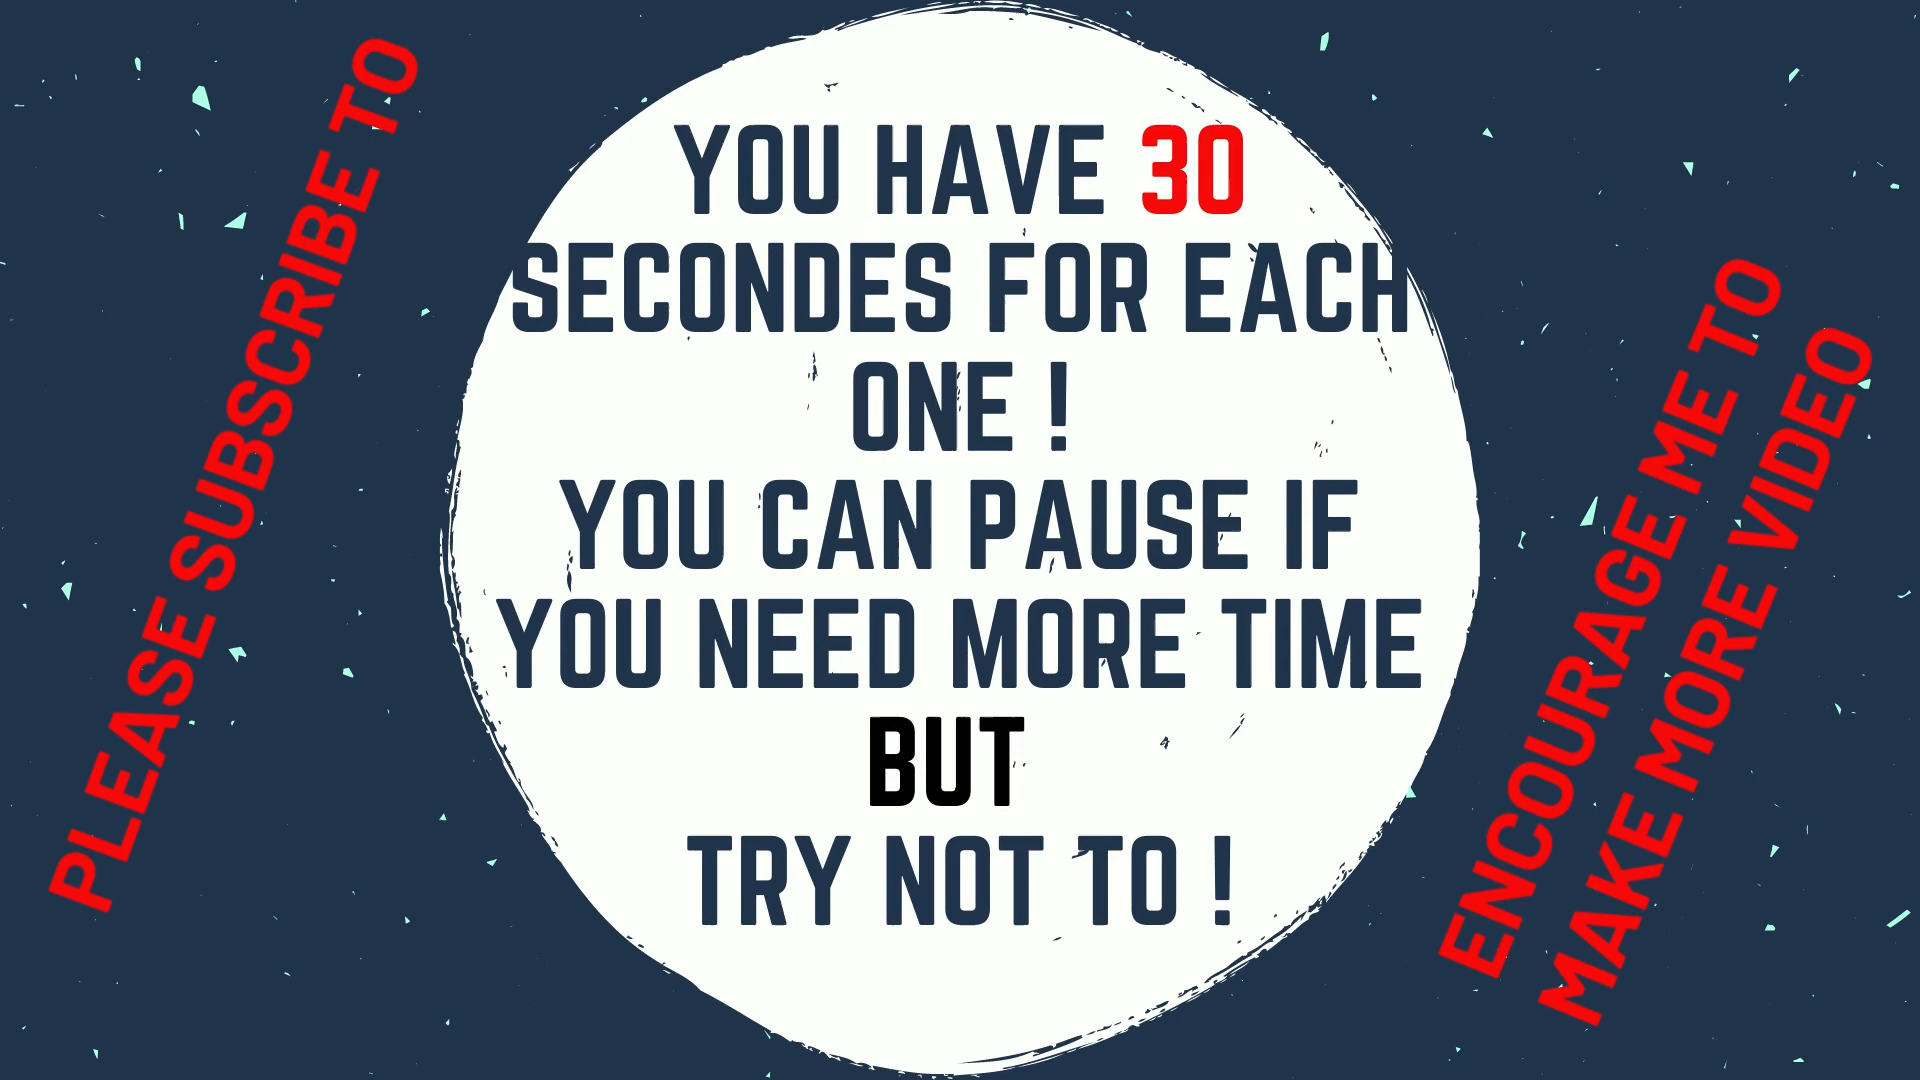 PLEASE SUBSCRIBE TO
YOU HAVE 30
SECONDES FOR EACH
ONE !
YOU CAN PAUSE IF
YOU NEED MORE TIME
BUT
TRY NOT TO !
ENCOURAGE ME TO
MAKE MORE VIDEO